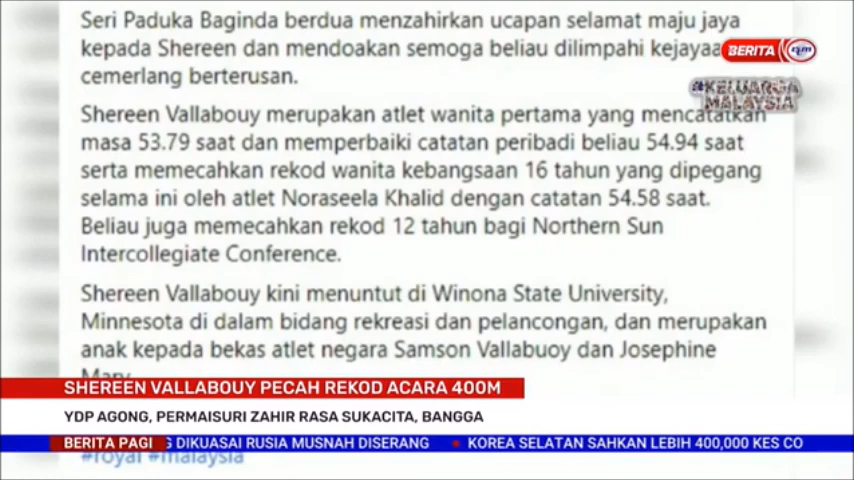 Seri Paduka Baginda berdua menzahirkan ucapan selamat maju jaya
kepada Shereen dan mendoakan semoga beliau dilimpahi kejayaa
cemerlang berterusan.
BERITA rtm
#KELUARGA
MALAYSIA
Shereen Vallabouy merupakan atlet wanita pertama yang mencatatkan
masa 53.79 saat dan memperbaiki catatan peribadi beliau 54.94 saat
serta memecahkan rekod wanita kebangsaan 16 tahun yang dipegang
selama ini oleh atlet Noraseela Khalid dengan catatan 54.58 saat.
Beliau juga memecahkan rekod 12 tahun bagi Northern Sun
Intercollegiate Conference.
Shereen Vallabouy kini menuntut di Winona State University,
Minnesota di dalam bidang rekreasi dan pelancongan, dan merupakan
anak kepada bekas atlet negara Samson Vallabuoy dan Josephine
Mary.
SHEREEN VALLABOUY PECAH REKOD ACARA 400M
YDP AGONG, PERMAISURI ZAHIR RASA SUKACITA, BANGGA
BERITA PAGI G DIKUASAI RUSIA MUSNAH DISERANG • KOREA SELATAN SAHKAN LEBIH 400,000 KES CO
#royal #malaysia